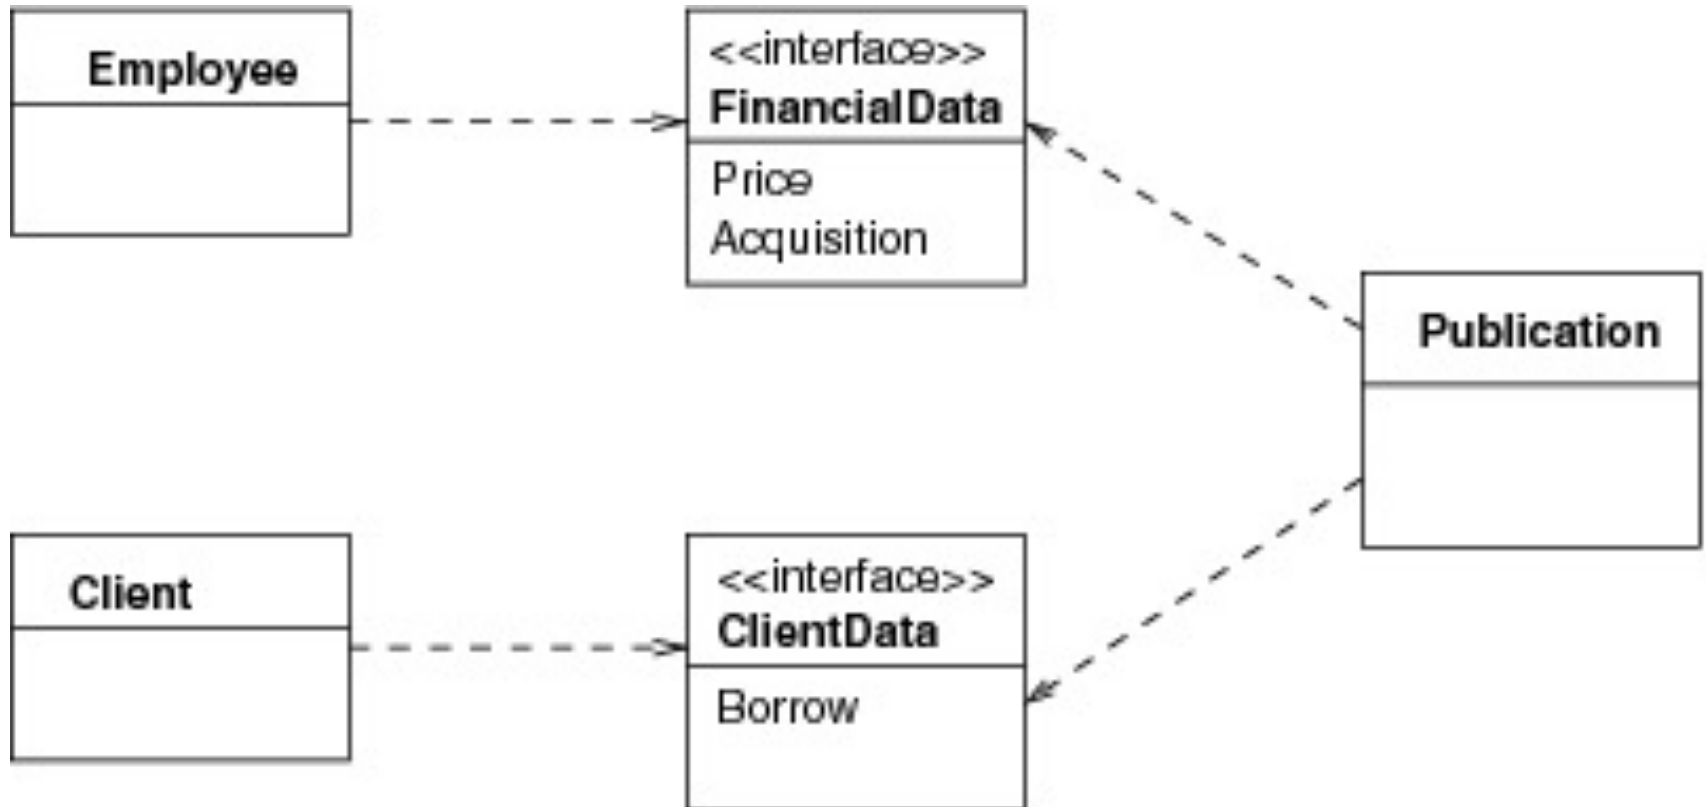 Employee
<<interface>>
FinancialData
Price
Acquisition
Publication
Client
<<interface>>
ClientData
Borrow